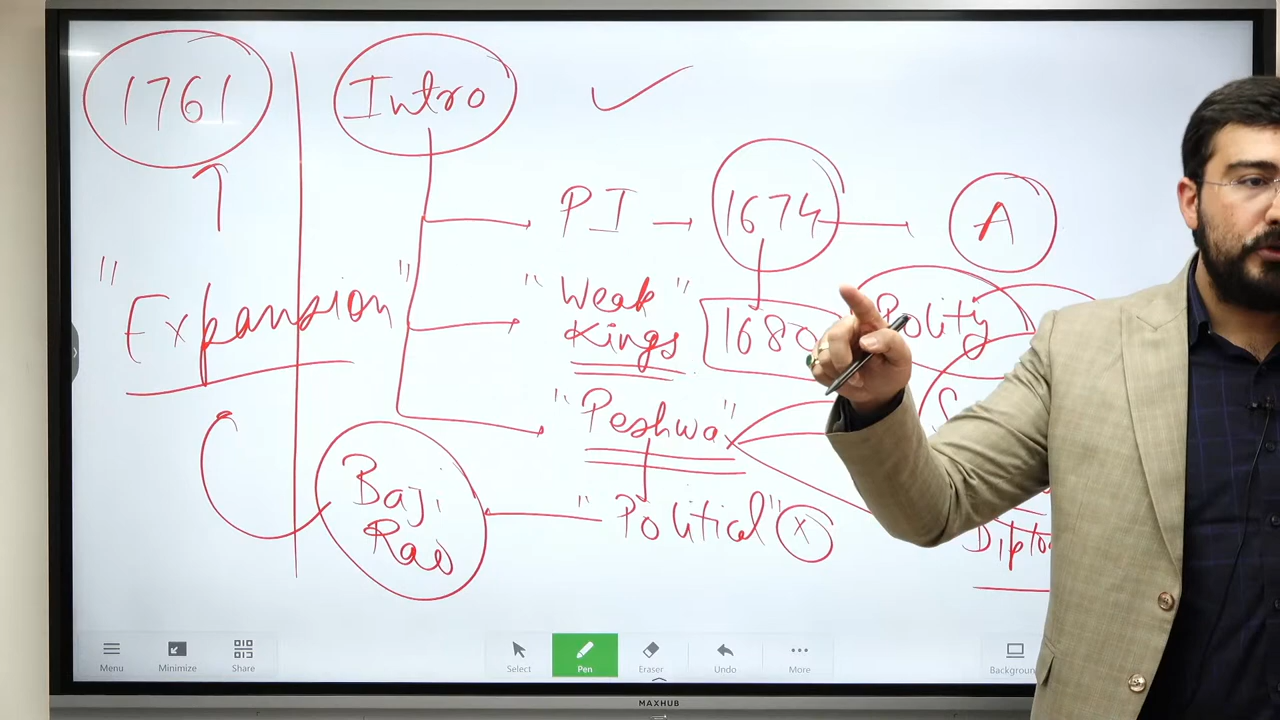 1761
Intro
PI
1674
A
"Expansion"
"Weak
Kings"
1680
Polity
"Peshwa"
Baji
Rao
"Political"
x
Menu
Minimize
Share
Select
Pen
Eraser
Undo
More
MAXHUB